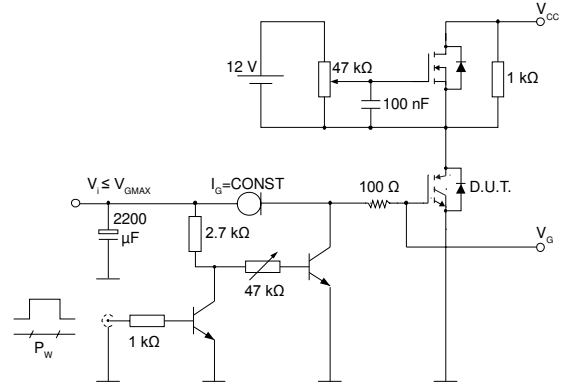 V_CC
12 V
47 kΩ
1 kΩ
100 nF
V_i ≤ V_GMAX
I_G=CONST
100 Ω
D.U.T.
2200
μF
2.7 kΩ
V_G
47 kΩ
1 kΩ
P_W